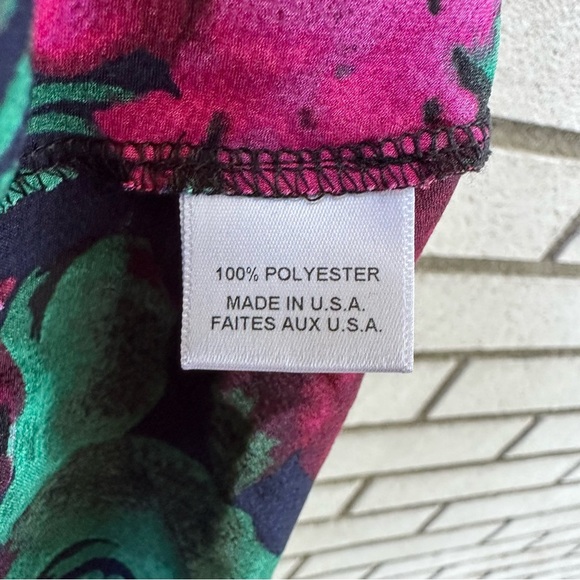 100% POLYESTER
MADE IN U.S.A.
FAITES AUX U.S.A.